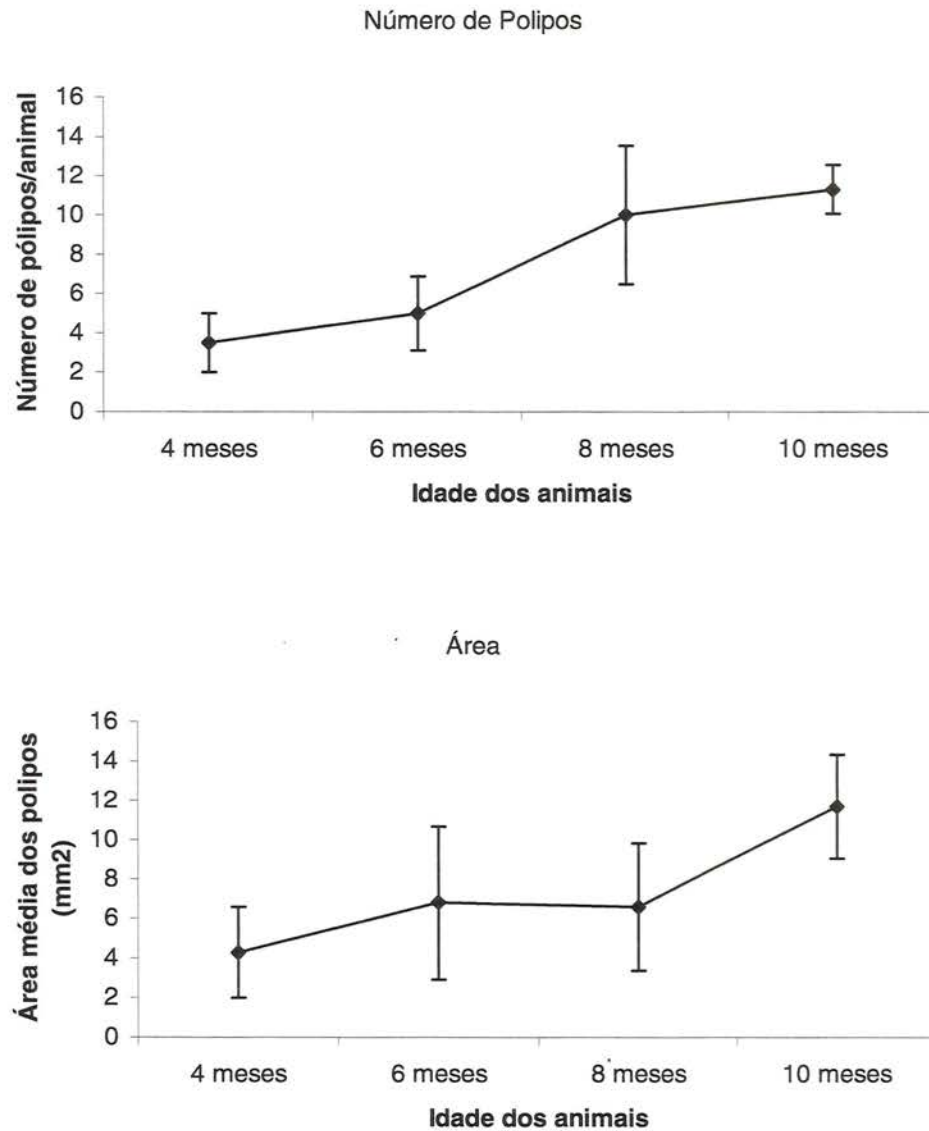 Número de Polipos
Número de pólipos/animal
16
14
12
10
8
6
4
2
0
4 meses
6 meses
8 meses
10 meses
Idade dos animais
Área
Área média dos polipos
(mm2)
16
14
12
10
8
6
4
2
0
4 meses
6 meses
8 meses
10 meses
Idade dos animais